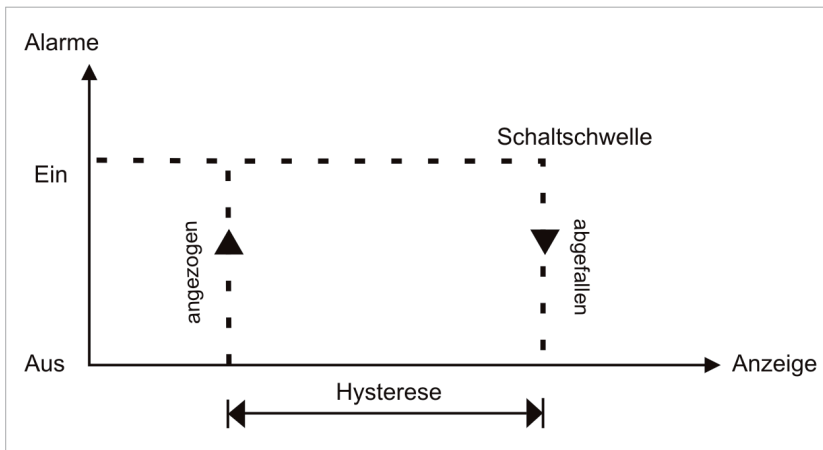 Alarme
Schaltschwelle
Ein
angezogen
abgefallen
Aus
Anzeige
Hysterese